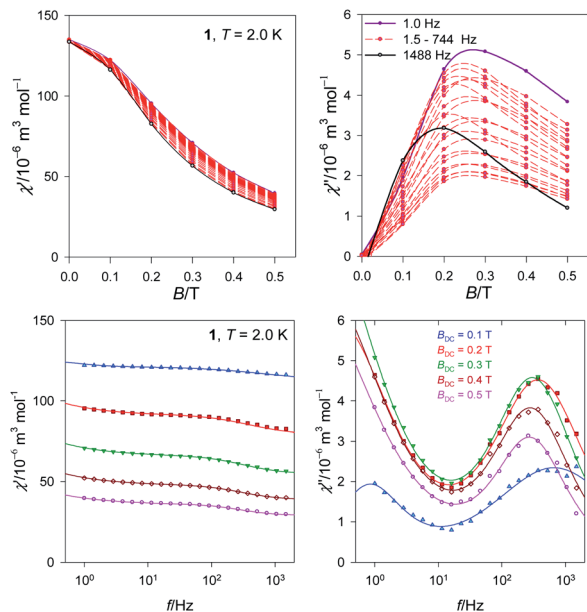 1, T = 2.0 K
χ'/10⁻⁶ m³ mol⁻¹
150
100
50
0
0.0 0.1 0.2 0.3 0.4 0.5
B/T
1.0 Hz
1.5 - 744 Hz
1488 Hz
χ''/10⁻⁶ m³ mol⁻¹
6
5
4
3
2
1
0
0.0 0.1 0.2 0.3 0.4 0.5
B/T
1, T = 2.0 K
χ'/10⁻⁶ m³ mol⁻¹
150
100
50
0
10⁰ 10¹ 10² 10³
f/Hz
B_DC = 0.1 T
B_DC = 0.2 T
B_DC = 0.3 T
B_DC = 0.4 T
B_DC = 0.5 T
χ''/10⁻⁶ m³ mol⁻¹
6
5
4
3
2
1
0
10⁰ 10¹ 10² 10³
f/Hz